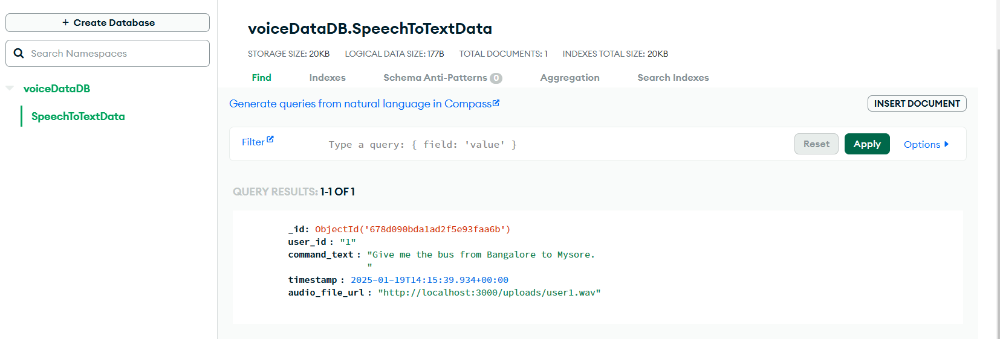 + Create Database
Search Namespaces
voiceDataDB
SpeechToTextData
voiceDataDB.SpeechToTextData
STORAGE SIZE: 20KB LOGICAL DATA SIZE: 177B TOTAL DOCUMENTS: 1 INDEXES TOTAL SIZE: 20KB
Find Indexes Schema Anti-Patterns 0 Aggregation Search Indexes
Generate queries from natural language in Compass
INSERT DOCUMENT
Filter Type a query: { field: 'value' } Reset Apply Options
QUERY RESULTS: 1-1 OF 1
_id: ObjectId('678d090bda1ad2f5e93faa6b')
user_id : "1"
command_text : "Give me the bus from Bangalore to Mysore.
"
timestamp : 2025-01-19T14:15:39.934+00:00
audio_file_url : "http://localhost:3000/uploads/user1.wav"